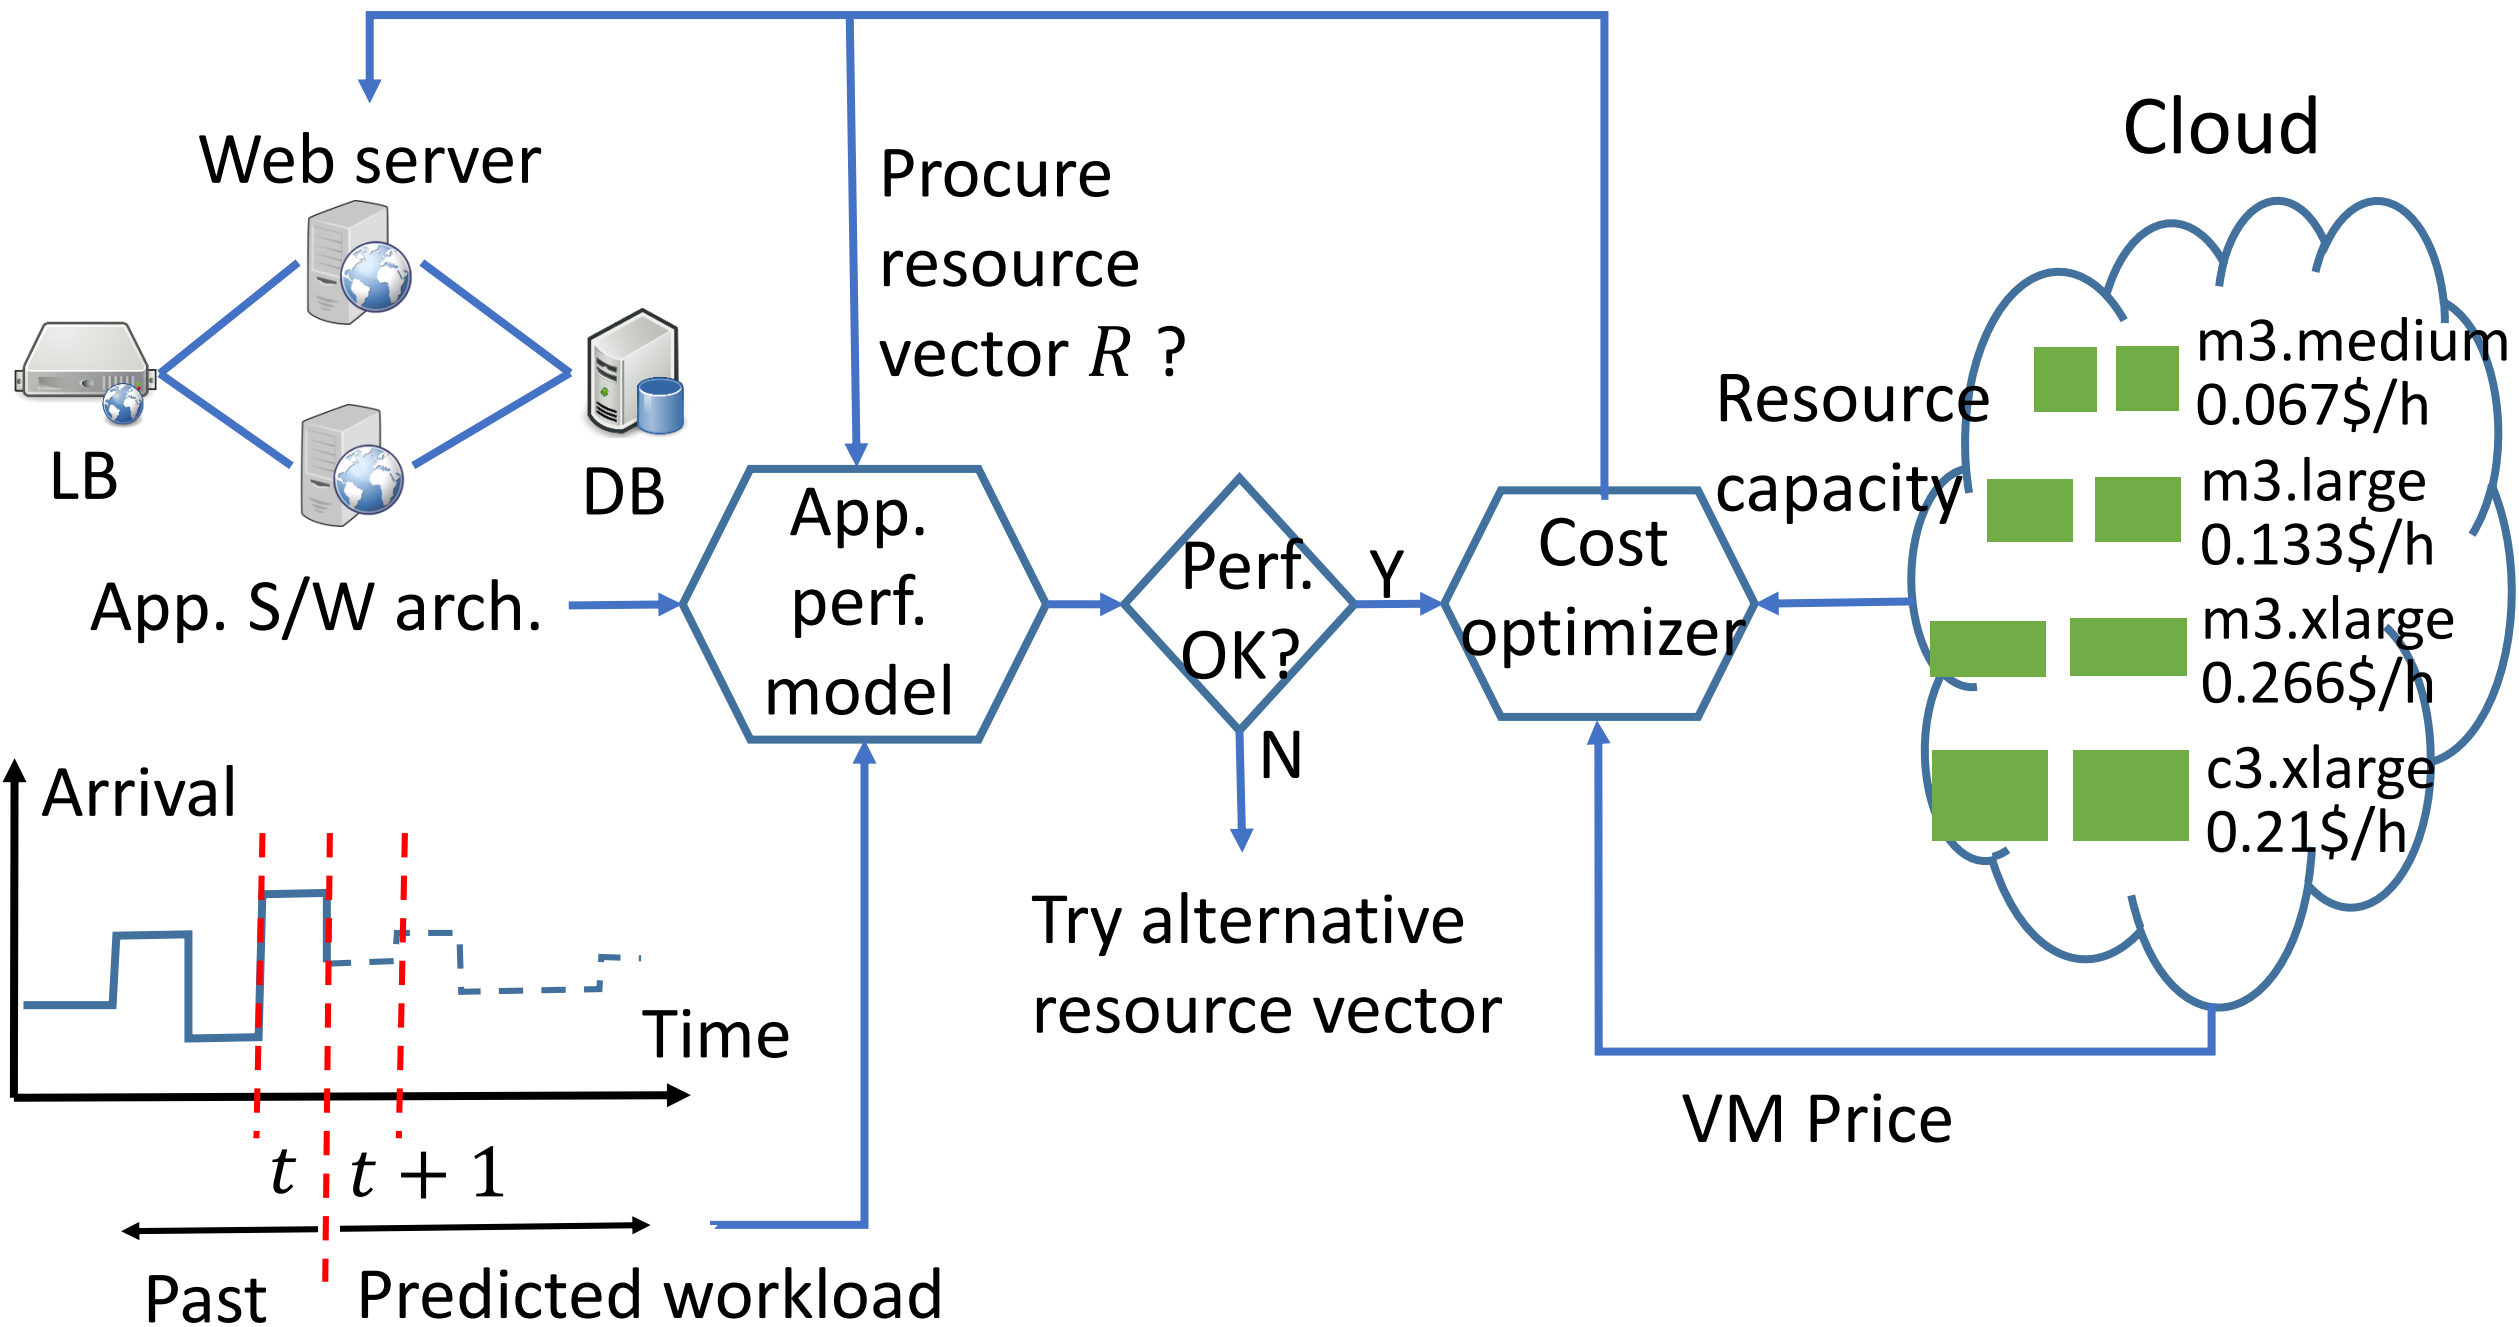 Web server
LB
DB
App. S/W arch.
Procure
resource
vector R ?
App.
perf.
model
Perf.
OK?
Y
N
Try alternative
resource vector
Cost
optimizer
Resource
capacity
Cloud
m3.medium
0.067$/h
m3.large
0.133$/h
m3.xlarge
0.266$/h
c3.xlarge
0.21$/h
VM Price
Arrival
Time
t
t + 1
Past
Predicted workload